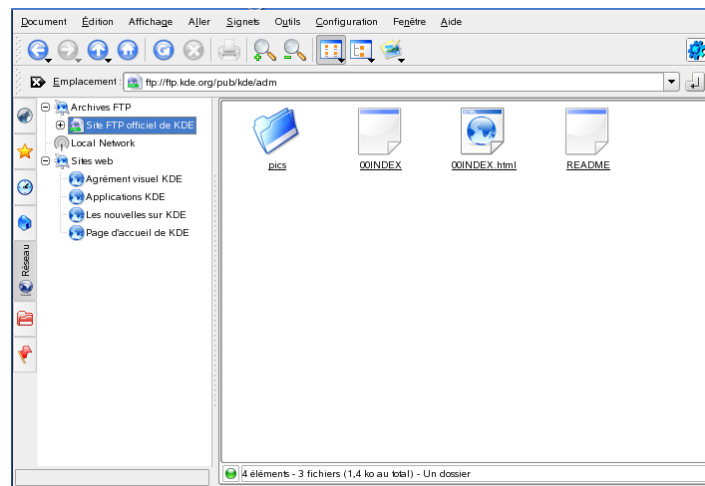 Document Édition Affichage Aller Signets Outils Configuration Fenêtre Aide
Emplacement : ftp://ftp.kde.org/pub/kde/adm
Archives FTP
Site FTP officiel de KDE
Local Network
Sites web
Agrément visuel KDE
Applications KDE
Les nouvelles sur KDE
Page d'accueil de KDE
Réseau
pics 00INDEX 00INDEX.html README
4 éléments - 3 fichiers (1,4 ko au total) - Un dossier